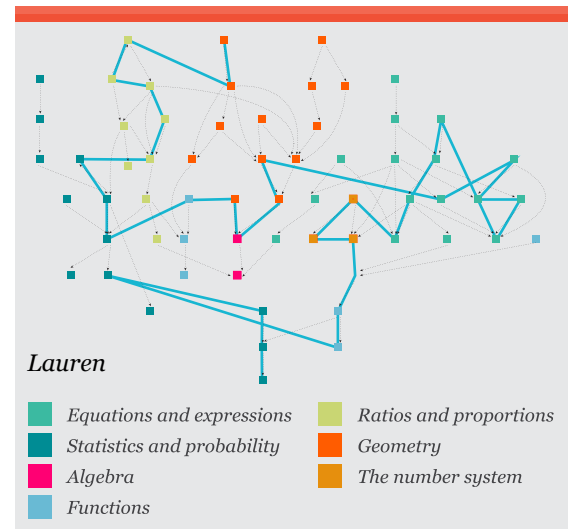 Lauren
Equations and expressions
Statistics and probability
Algebra
Functions
Ratios and proportions
Geometry
The number system